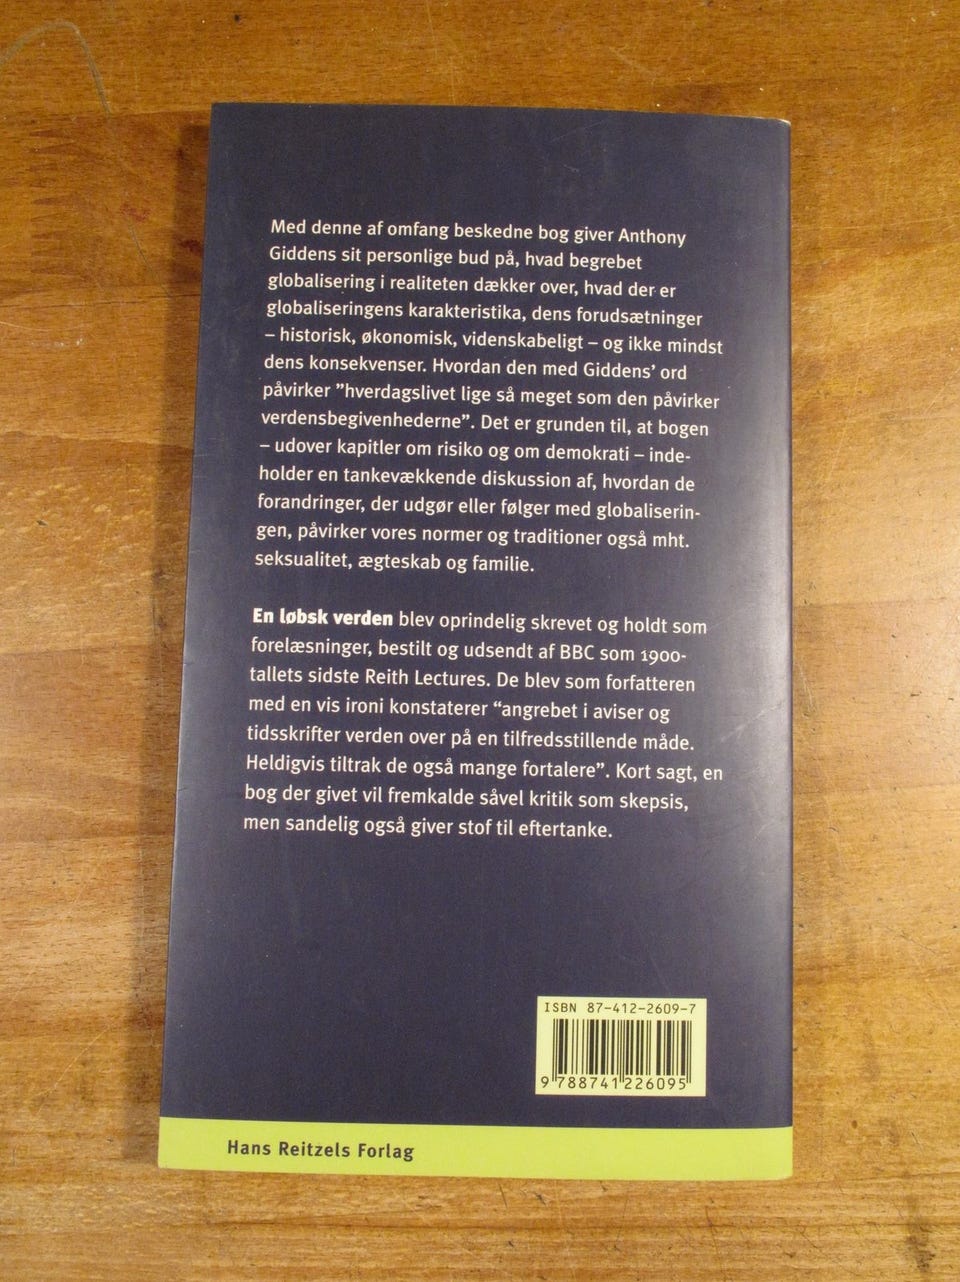 Med denne af omfang beskedne bog giver Anthony
Giddens sit personlige bud på, hvad begrebet
globalisering i realiteten dækker over, hvad der er
globaliseringens karakteristika, dens forudsætninger
– historisk, økonomisk, videnskabeligt – og ikke mindst
dens konsekvenser. Hvordan den med Giddens’ ord
påvirker ”hverdagslivet lige så meget som den påvirker
verdensbegivenhederne”. Det er grunden til, at bogen
– udover kapitler om risiko og om demokrati – inde-
holder en tankevækkende diskussion af, hvordan de
forandringer, der udgør eller følger med globaliserin-
gen, påvirker vores normer og traditioner også mht.
seksualitet, ægteskab og familie.
En løbsk verden blev oprindelig skrevet og holdt som
forelæsninger, bestilt og udsendt af BBC som 1900-
tallets sidste Reith Lectures. De blev som forfatteren
med en vis ironi konstaterer “angrebet i aviser og
tidsskrifter verden over på en tilfredsstillende måde.
Heldigvis tiltrak de også mange fortalere”. Kort sagt, en
bog der givet vil fremkalde såvel kritik som skepsis,
men sandelig også giver stof til eftertanke.
ISBN 87-412-2609-7
9 788741 226095
Hans Reitzels Forlag